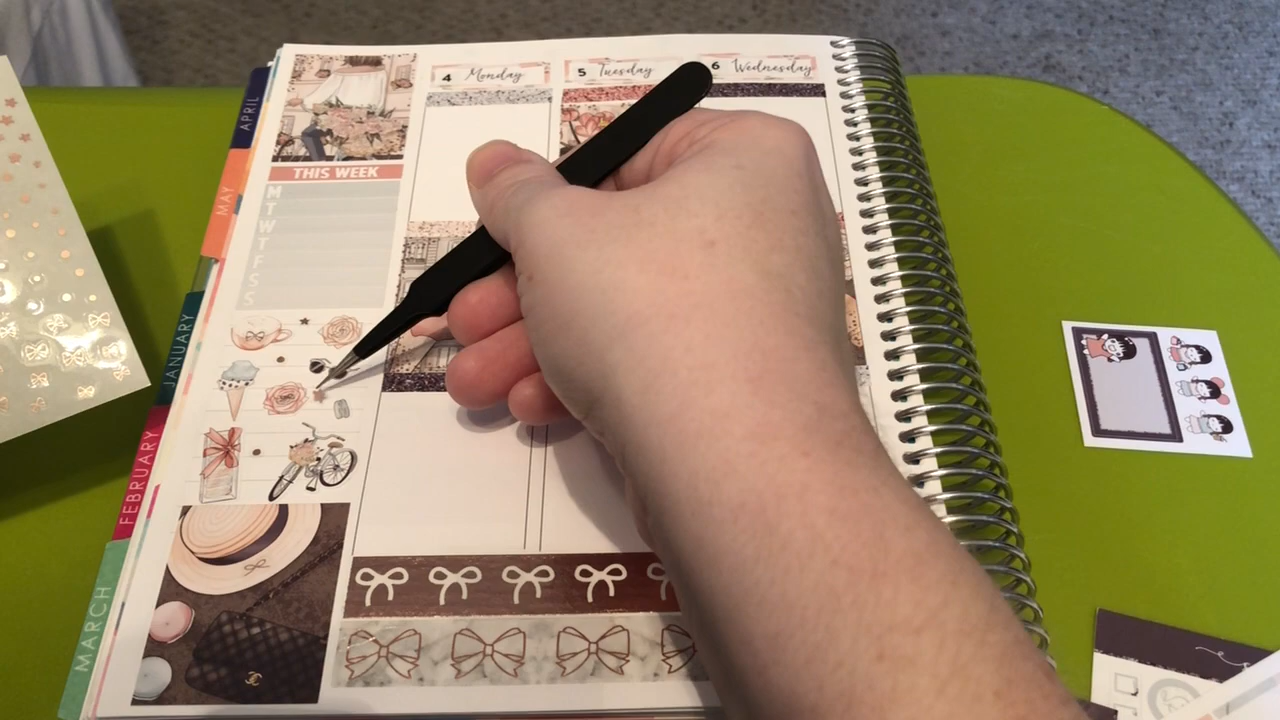 4 Monday
5 Tuesday
6 Wednesday
THIS WEEK
M
T
W
T
F
S
S
APRIL
MAY
JANUARY
FEBRUARY
MARCH